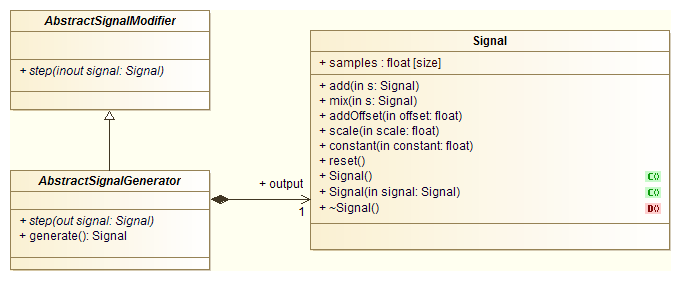 AbstractSignalModifier
+ step(inout signal: Signal)
AbstractSignalGenerator
+ step(out signal: Signal)
+ generate(): Signal
+ output
1
Signal
+ samples : float [size]
+ add(in s: Signal)
+ mix(in s: Signal)
+ addOffset(in offset: float)
+ scale(in scale: float)
+ constant(in constant: float)
+ reset()
+ Signal() C()
+ Signal(in signal: Signal) C()
+ ~Signal() D()